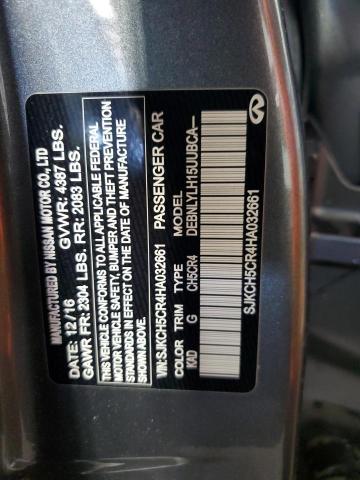 MFD BY NISSAN MOTOR CO., LTD
DATE: 12/16 GVWR: 4387 LBS.
GAWR FR: 2304 LBS. RR: 2083 LBS.
THIS VEHICLE CONFORMS TO ALL APPLICABLE FEDERAL
MOTOR VEHICLE SAFETY, BUMPER AND THEFT PREVENTION
STANDARDS IN EFFECT ON THE DATE OF MANUFACTURE
SHOWN ABOVE.
VIN:SJKCH5CR4HA032661 PASSENGER CAR
COLOR TRIM TYPE MODEL
KAD G CH5CR4 DEBNLYLH15UUBCA—
SJKCH5CR4HA032661